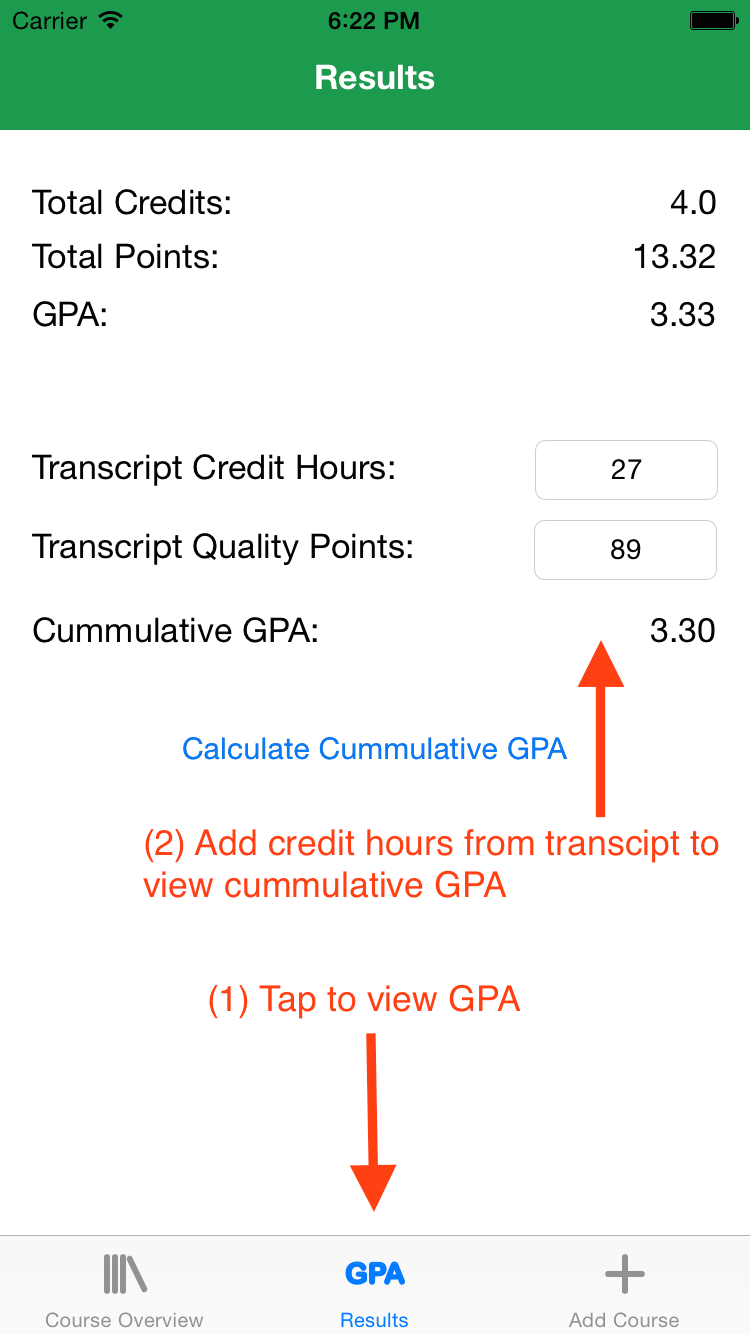 Carrier 6:22 PM
Results
Total Credits: 4.0
Total Points: 13.32
GPA: 3.33
Transcript Credit Hours: 27
Transcript Quality Points: 89
Cummulative GPA: 3.30
Calculate Cummulative GPA
(2) Add credit hours from transcipt to
view cummulative GPA
(1) Tap to view GPA
GPA
Course Overview Results Add Course